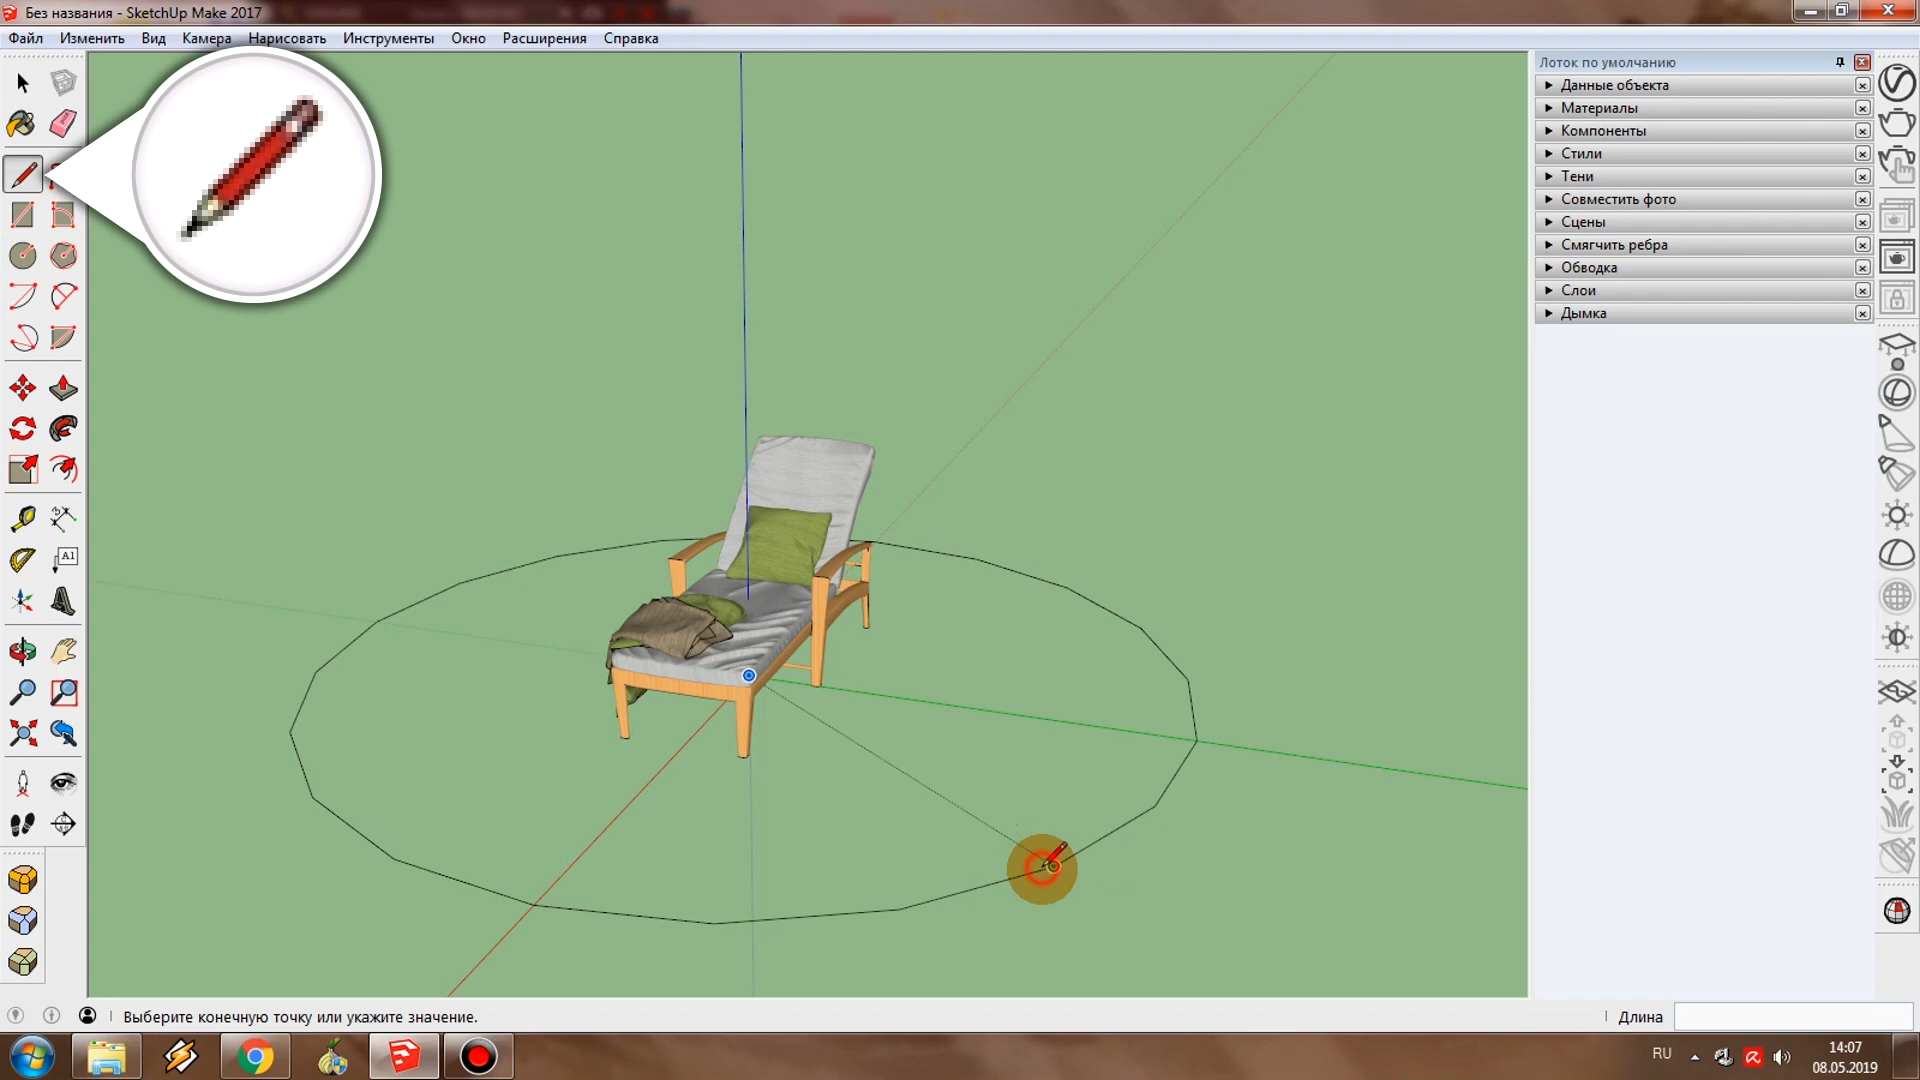 Без названия - SketchUp Make 2017
Файл Изменить Вид Камера Нарисовать Инструменты Окно Расширения Справка
Лоток по умолчанию
Данные объекта
Материалы
Компоненты
Стили
Тени
Совместить фото
Сцены
Смягчить ребра
Обводка
Слои
Дымка
A1
Выберите конечную точку или укажите значение.
Длина
RU
14:07
08.05.2019